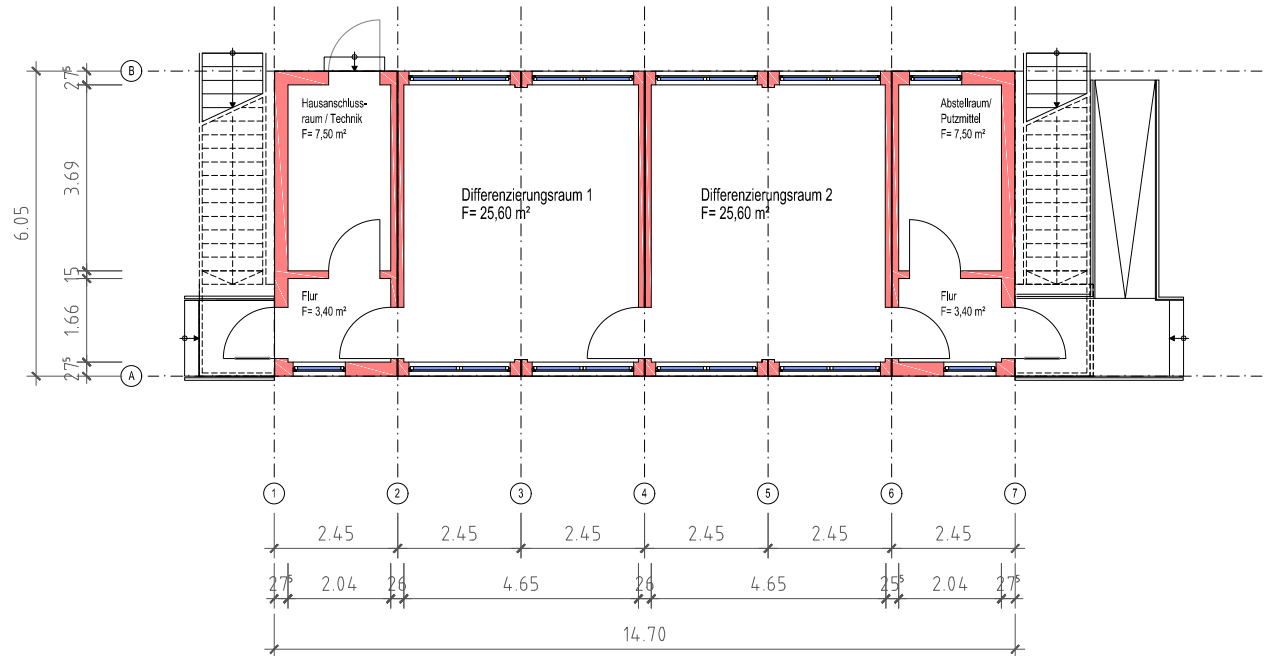 B
27⁵
Hausanschluss-
raum / Technik
F= 7,50 m²
Abstellraum/
Putzmittel
F= 7,50 m²
3.69
6.05
Differenzierungsraum 1
F= 25,60 m²
Differenzierungsraum 2
F= 25,60 m²
15
Flur
F= 3,40 m²
Flur
F= 3,40 m²
1.66
27⁵
A
1 2 3 4 5 6 7
2.45 2.45 2.45 2.45 2.45 2.45
27⁵ 2.04 26 4.65 26 4.65 25⁵ 2.04 27⁵
14.70